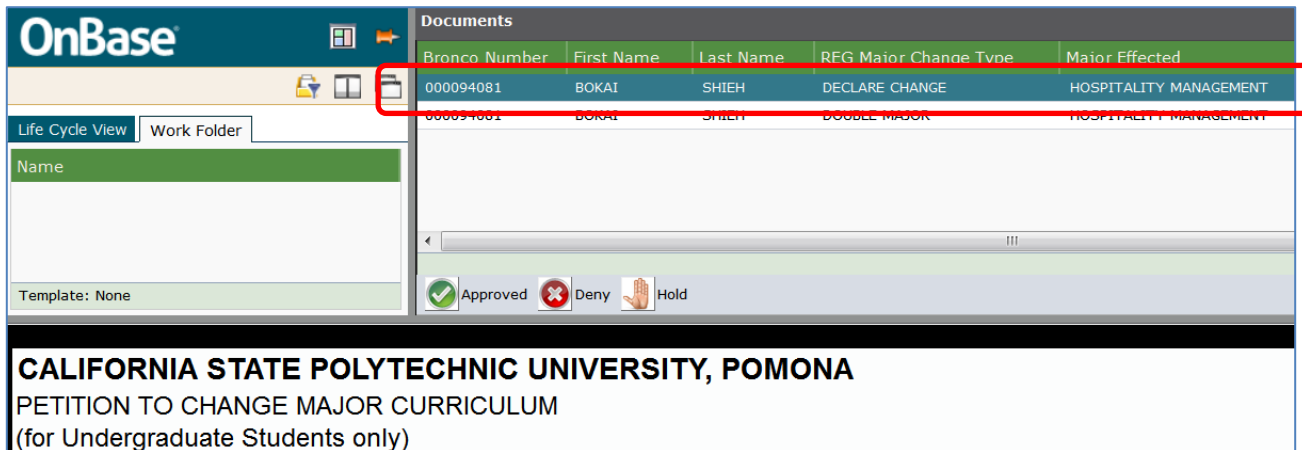 OnBase
Life Cycle View Work Folder
Name
Template: None
Documents
Bronco Number First Name Last Name REG Major Change Type Major Effected
000094081 BOKAI SHIEH DECLARE CHANGE HOSPITALITY MANAGEMENT
000094081 BOKAI SHIEH DOUBLE MAJOR HOSPITALITY MANAGEMENT
Approved Deny Hold
CALIFORNIA STATE POLYTECHNIC UNIVERSITY, POMONA
PETITION TO CHANGE MAJOR CURRICULUM
(for Undergraduate Students only)